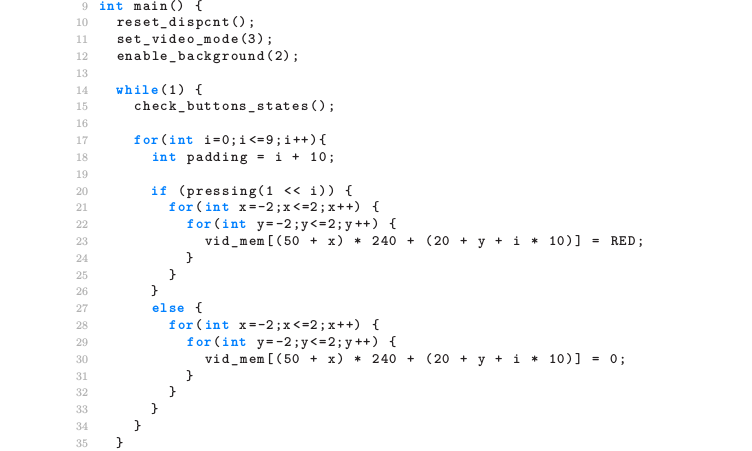 9 int main() {
10   reset_dispcnt();
11   set_video_mode(3);
12   enable_background(2);
13
14   while(1) {
15     check_buttons_states();
16
17     for(int i=0;i<=9;i++){
18       int padding = i + 10;
19
20       if (pressing(1 << i)) {
21         for(int x=-2;x<=2;x++) {
22           for(int y=-2;y<=2;y++) {
23             vid_mem[(50 + x) * 240 + (20 + y + i * 10)] = RED;
24           }
25         }
26       }
27       else {
28         for(int x=-2;x<=2;x++) {
29           for(int y=-2;y<=2;y++) {
30             vid_mem[(50 + x) * 240 + (20 + y + i * 10)] = 0;
31           }
32         }
33       }
34     }
35   }